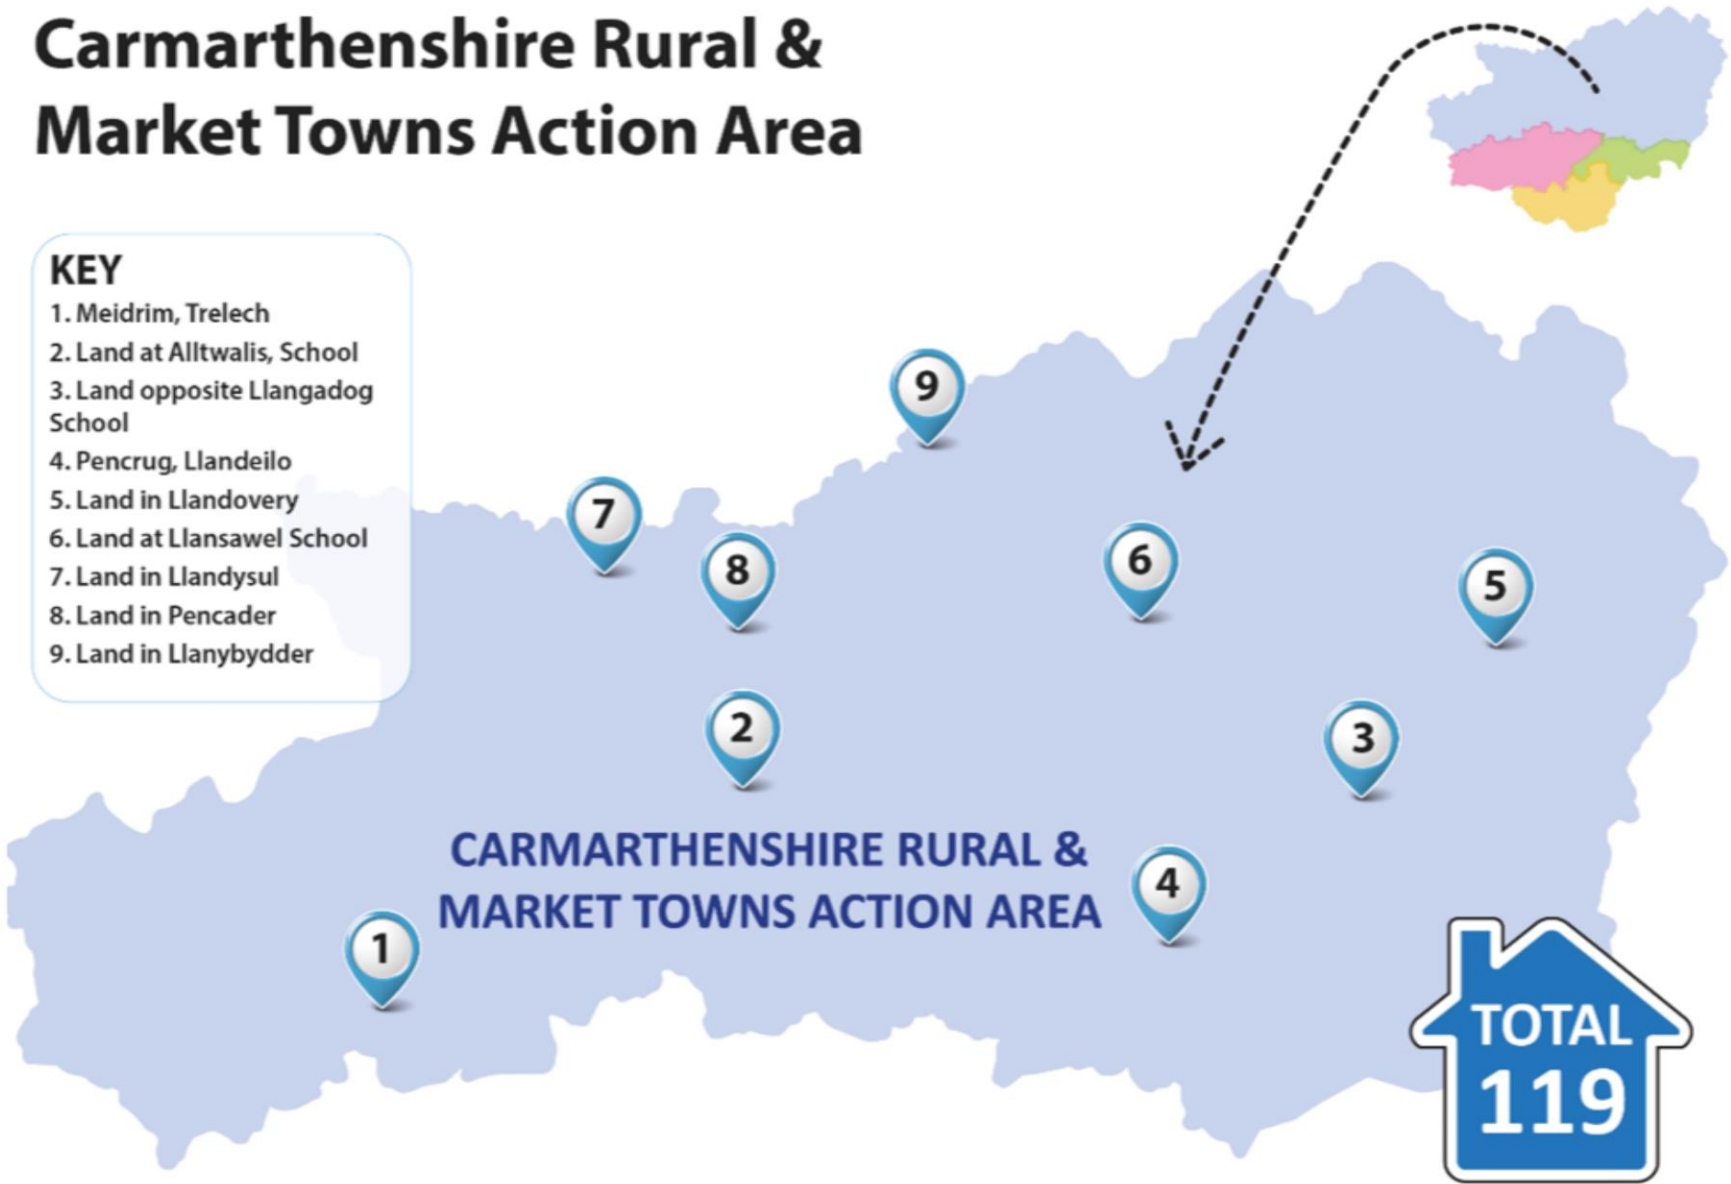 Carmarthenshire Rural &
Market Towns Action Area
KEY
1. Meidrim, Trelech
2. Land at Alltwalis, School
3. Land opposite Llangadog
School
4. Pencrug, Llandeilo
5. Land in Llandovery
6. Land at Llansawel School
7. Land in Llandysul
8. Land in Pencader
9. Land in Llanybydder
9
7
8
6
5
2
3
CARMARTHENSHIRE RURAL &
MARKET TOWNS ACTION AREA
4
1
TOTAL
119